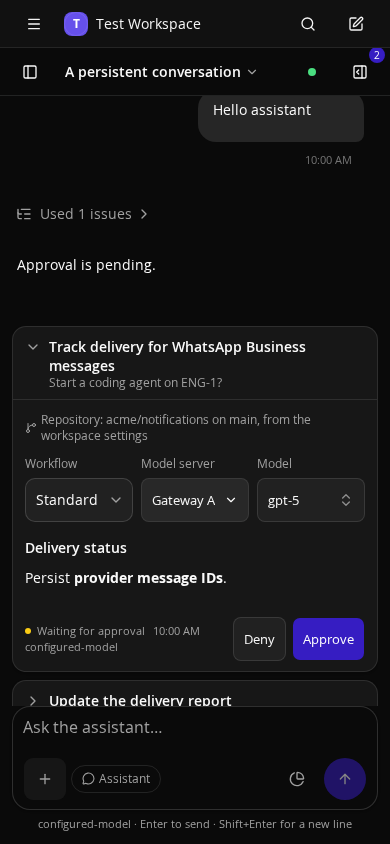 T Test Workspace
A persistent conversation
2
Hello assistant
10:00 AM
Used 1 issues
Approval is pending.
Track delivery for WhatsApp Business
messages
Start a coding agent on ENG-1?
Repository: acme/notifications on main, from the
workspace settings
Workflow Model server Model
Standard Gateway A gpt-5
Delivery status
Persist provider message IDs.
Waiting for approval 10:00 AM
configured-model
Deny Approve
Update the delivery report
Ask the assistant...
Assistant
configured-model · Enter to send · Shift+Enter for a new line